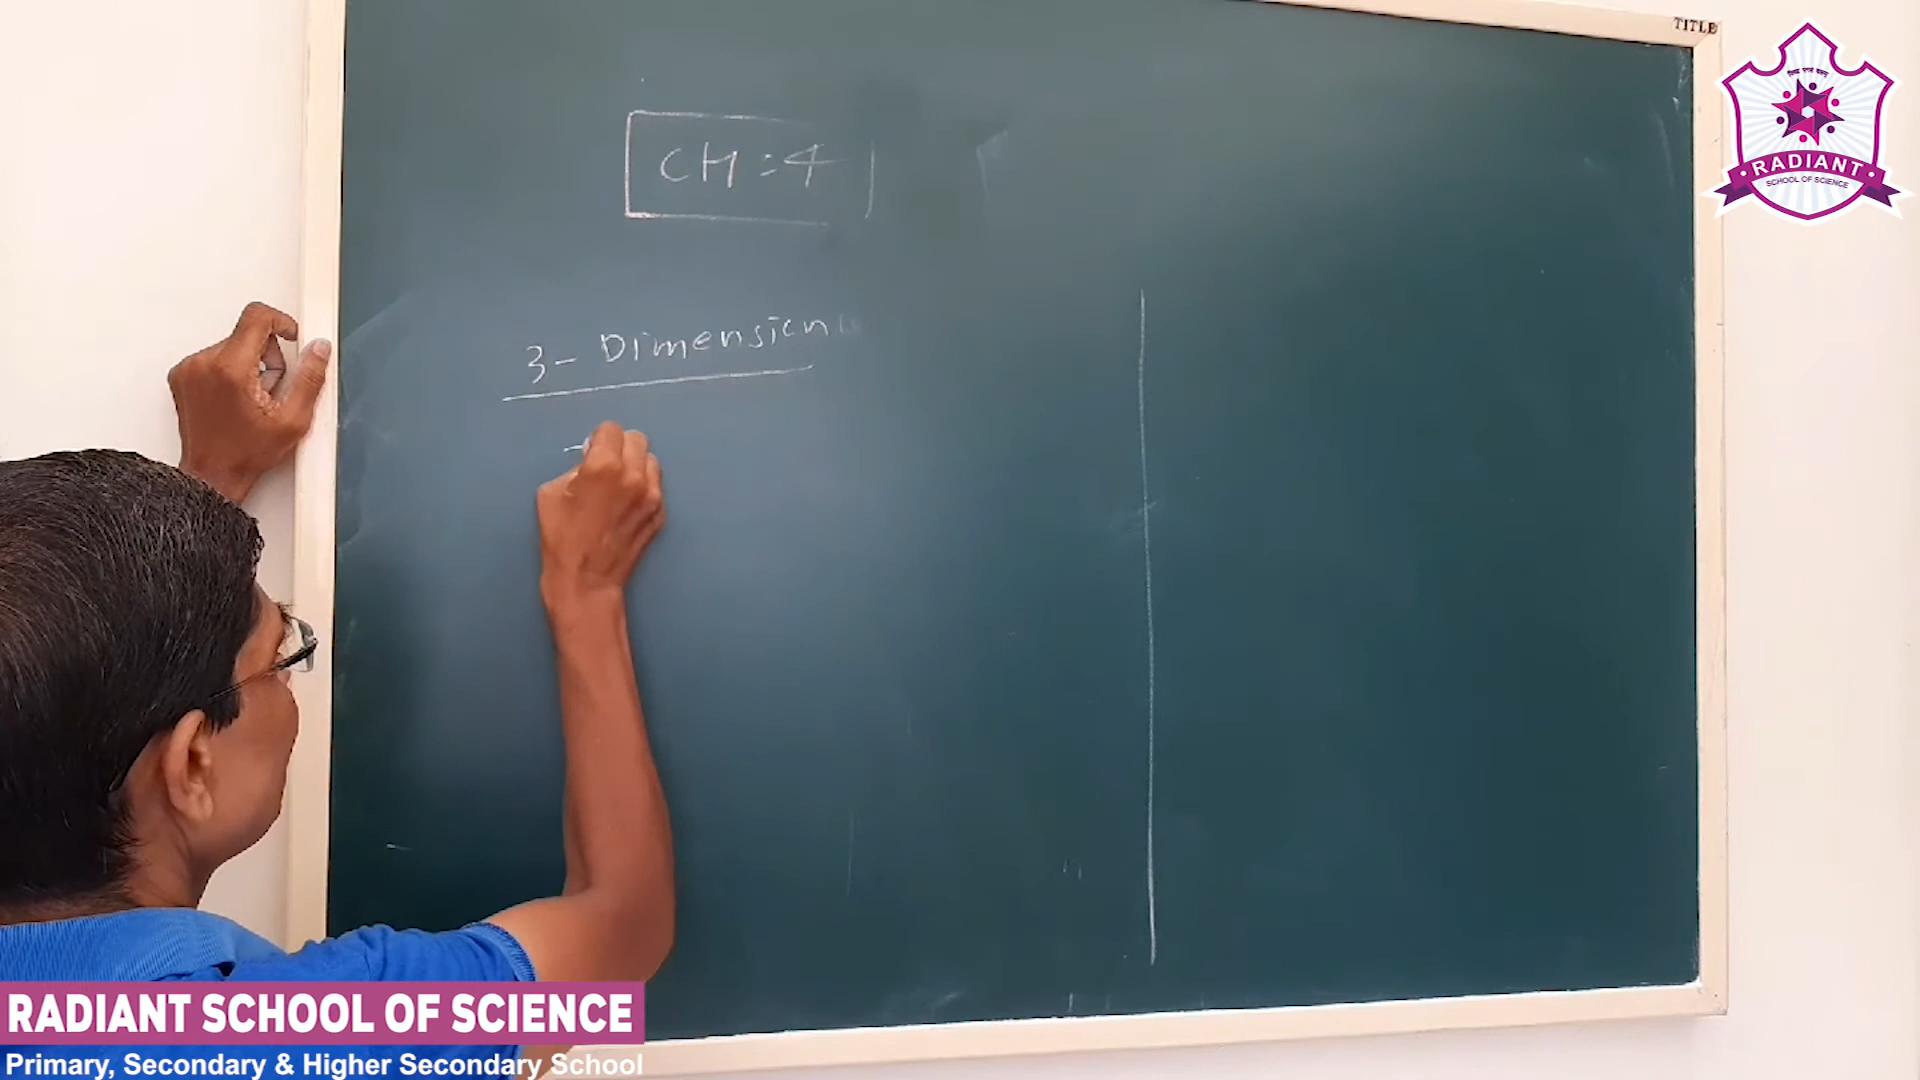 TITLE
RADIANT
SCHOOL OF SCIENCE
CH = 4
3 - Dimension
RADIANT SCHOOL OF SCIENCE
Primary, Secondary & Higher Secondary School